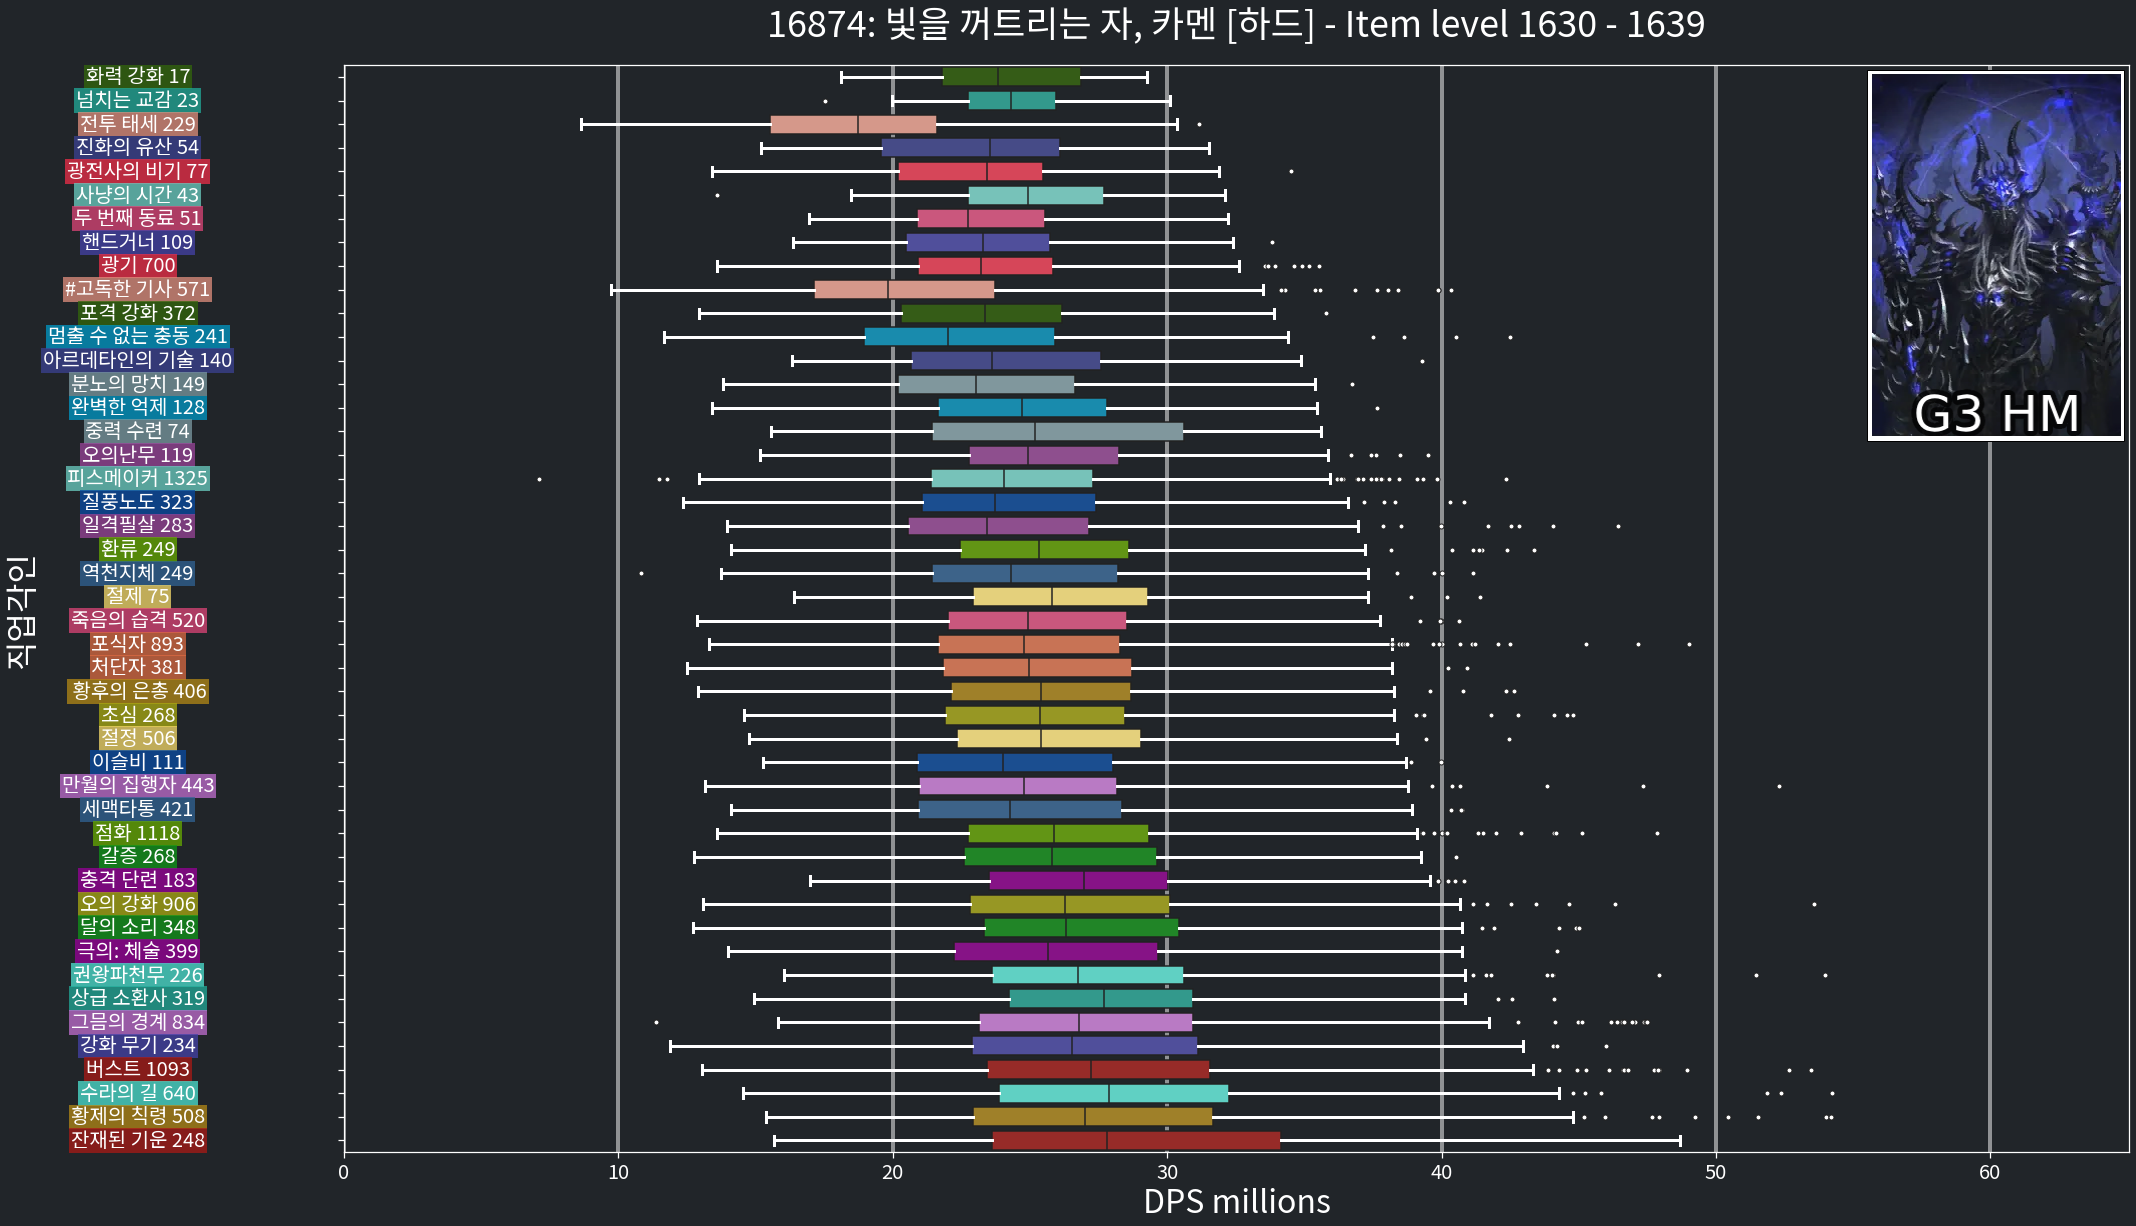 16874: 빛을 꺼트리는 자, 카멘 [하드] - Item level 1630 - 1639
화력 강화 17
넘치는 교감 23
전투 태세 229
진화의 유산 54
광전사의 비기 77
사냥의 시간 43
두 번째 동료 51
핸드거너 109
광기 700
#고독한 기사 571
포격 강화 372
멈출 수 없는 충동 241
아르데타인의 기술 140
분노의 망치 149
완벽한 억제 128
중력 수련 74
오의난무 119
피스메이커 1325
질풍노도 323
일격필살 283
환류 249
역천지체 249
절제 75
죽음의 습격 520
포식자 893
처단자 381
황후의 은총 406
초심 268
절정 506
이슬비 111
만월의 집행자 443
세맥타통 421
점화 1118
갈증 268
충격 단련 183
오의 강화 906
달의 소리 348
극의: 체술 399
권왕파천무 226
상급 소환사 319
그믐의 경계 834
강화 무기 234
버스트 1093
수라의 길 640
황제의 칙령 508
잔재된 기운 248
직업각인
G3 HM
0 10 20 30 40 50 60
DPS millions